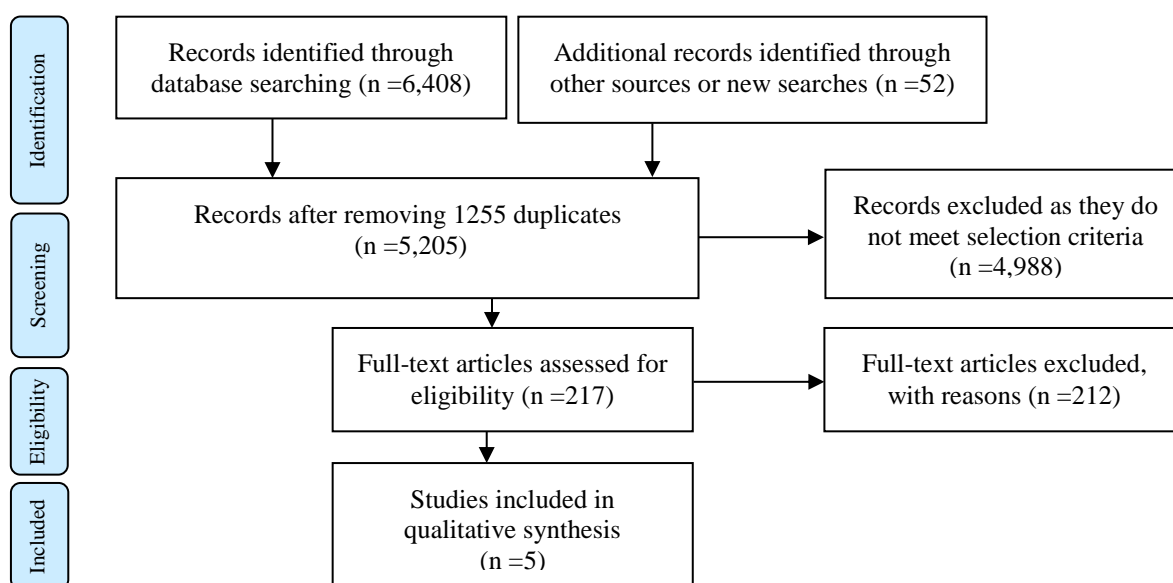 Identification
Records identified through
database searching (n =6,408)
Additional records identified through
other sources or new searches (n =52)
Screening
Records after removing 1255 duplicates
(n =5,205)
Records excluded as they do
not meet selection criteria
(n =4,988)
Eligibility
Full-text articles assessed for
eligibility (n =217)
Full-text articles excluded,
with reasons (n =212)
Included
Studies included in
qualitative synthesis
(n =5)